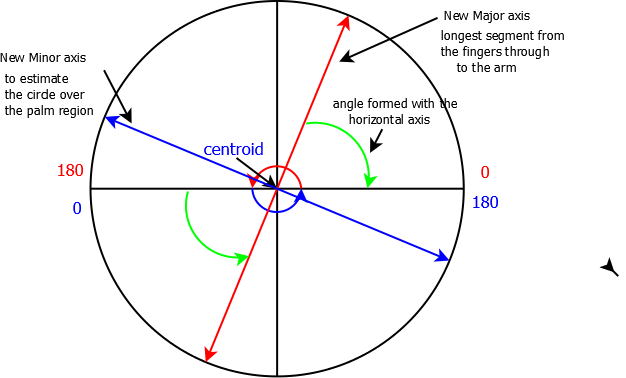 New Major axis
longest segment from
the fingers through
to the arm
New Minor axis
to estimate
the circle over
the palm region
angle formed with the
horizontal axis
centroid
180
0
0
180